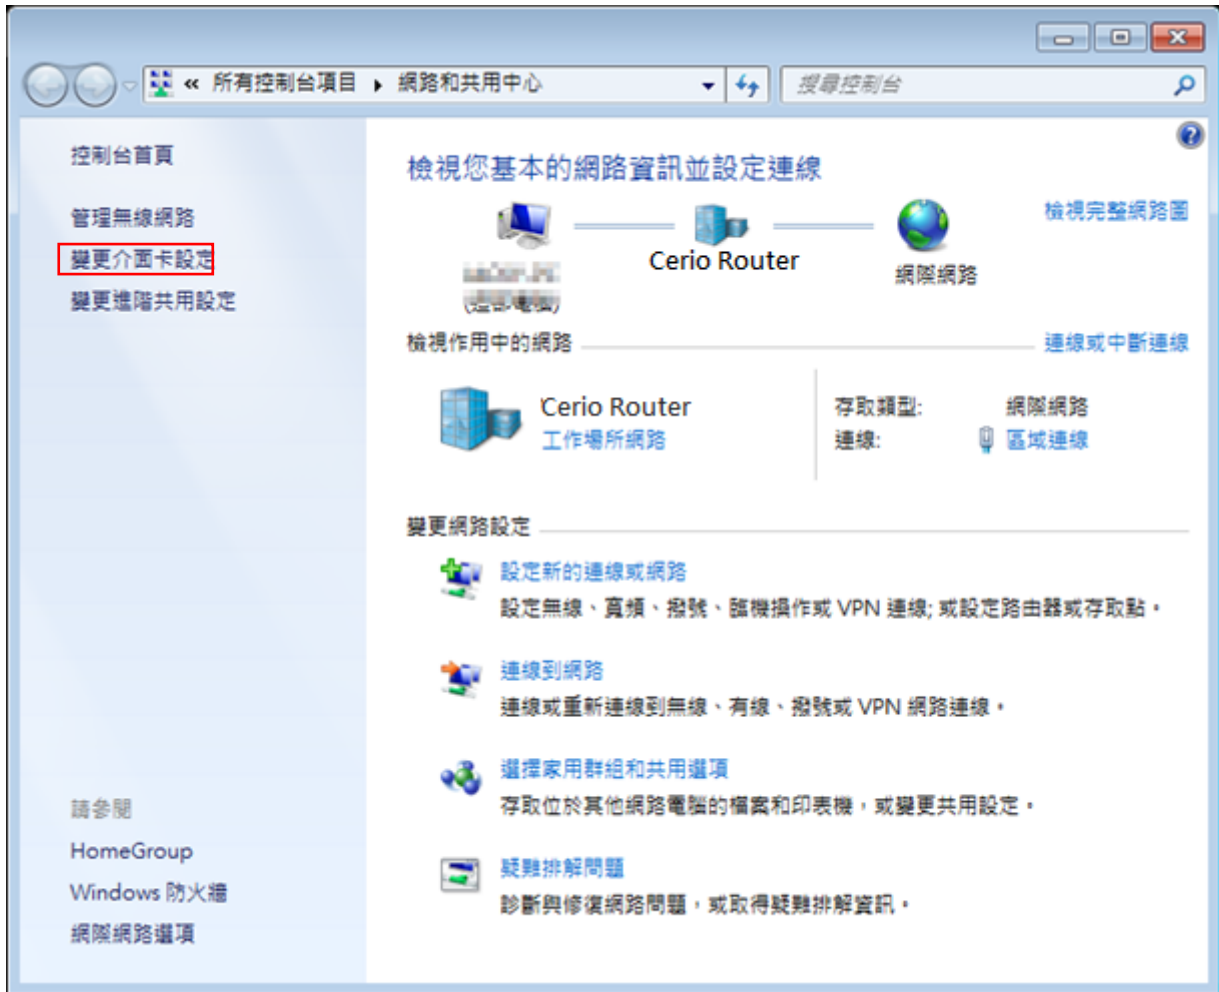 « 所有控制台項目 ▸ 網路和共用中心
搜尋控制台
控制台首頁
管理無線網路
變更介面卡設定
變更進階共用設定
檢視您基本的網路資訊並設定連線
檢視完整網路圖
Cerio Router
網際網路
檢視作用中的網路
連線或中斷連線
Cerio Router
工作場所網路
存取類型: 網際網路
連線: 區域連線
變更網路設定
設定新的連線或網路
設定無線、寬頻、撥號、臨機操作或 VPN 連線; 或設定路由器或存取點。
連線到網路
連線或重新連線到無線、有線、撥號或 VPN 網路連線。
選擇家用群組和共用選項
存取位於其他網路電腦的檔案和印表機，或變更共用設定。
疑難排解問題
診斷與修復網路問題，或取得疑難排解資訊。
請參閱
HomeGroup
Windows 防火牆
網際網路選項